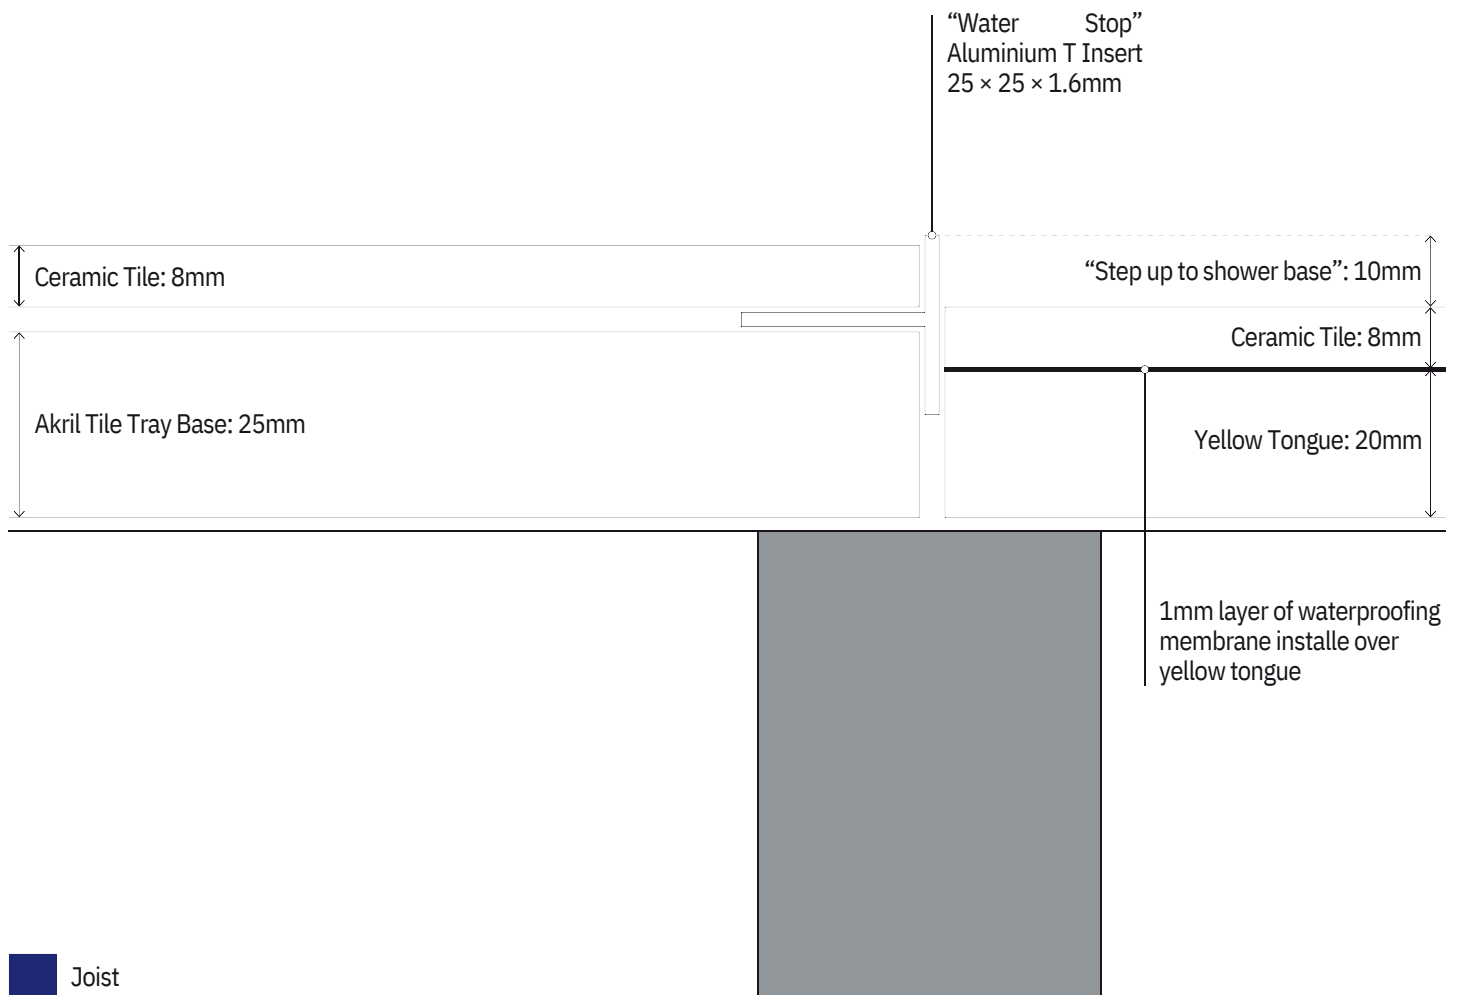 “Water Stop”
Aluminium T Insert
25 × 25 × 1.6mm
Ceramic Tile: 8mm
“Step up to shower base”: 10mm
Ceramic Tile: 8mm
Akril Tile Tray Base: 25mm
Yellow Tongue: 20mm
1mm layer of waterproofing
membrane installe over
yellow tongue
Joist